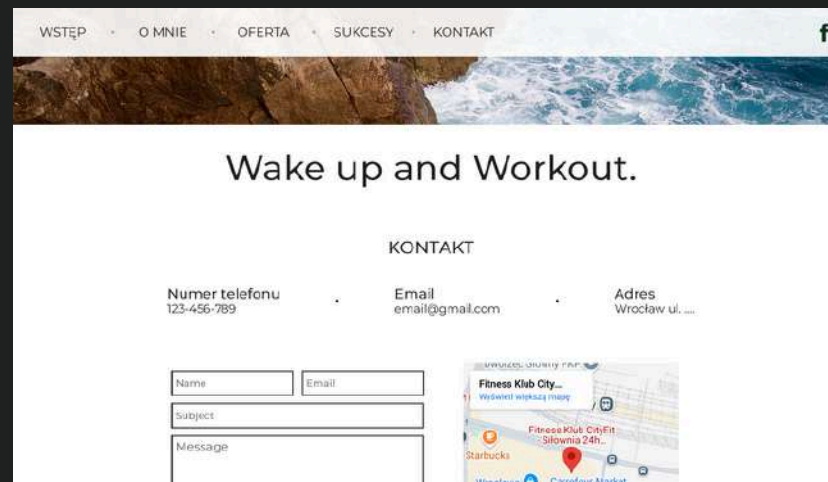 WSTĘP · O MNIE · OFERTA · SUKCESY · KONTAKT f
Wake up and Workout.
KONTAKT
Numer telefonu · Email · Adres
123-456-789 email@gmail.com Wrocław ul. ....
Name Email
Subject
Message
Fitness Klub City...
Wyświetl większą mapę
Fitness Klub CityFit
- Siłownia 24h...
Starbucks
Carrefour Market